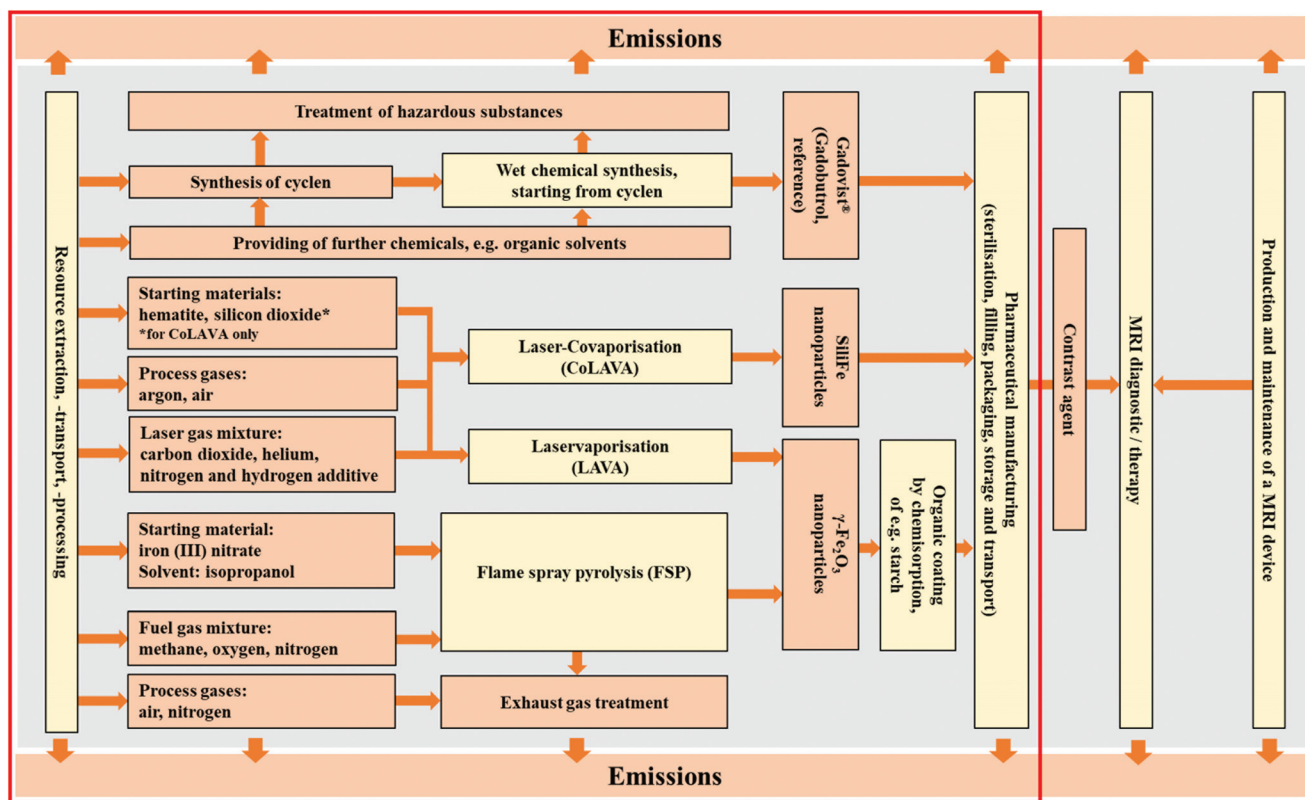 Emissions
Resource extraction, -transport, -processing
Treatment of hazardous substances
Synthesis of cyclen
Wet chemical synthesis,
starting from cyclen
Providing of further chemicals, e.g. organic solvents
Gadovist®
(Gadobutrol,
reference)
Starting materials:
hematite, silicon dioxide*
*for CoLAVA only
Process gases:
argon, air
Laser gas mixture:
carbon dioxide, helium,
nitrogen and hydrogen additive
Laser-Covaporisation
(CoLAVA)
Laservaporisation
(LAVA)
SiliFe
nanoparticles
Starting material:
iron (III) nitrate
Solvent: isopropanol
Fuel gas mixture:
methane, oxygen, nitrogen
Process gases:
air, nitrogen
Flame spray pyrolysis (FSP)
Exhaust gas treatment
γ-Fe₂O₃
nanoparticles
Organic coating
by chemisorption,
of e.g. starch
Pharmaceutical manufacturing
(sterilisation, filling, packaging, storage and transport)
Contrast agent
MRI diagnostic / therapy
Production and maintenance of a MRI device
Emissions